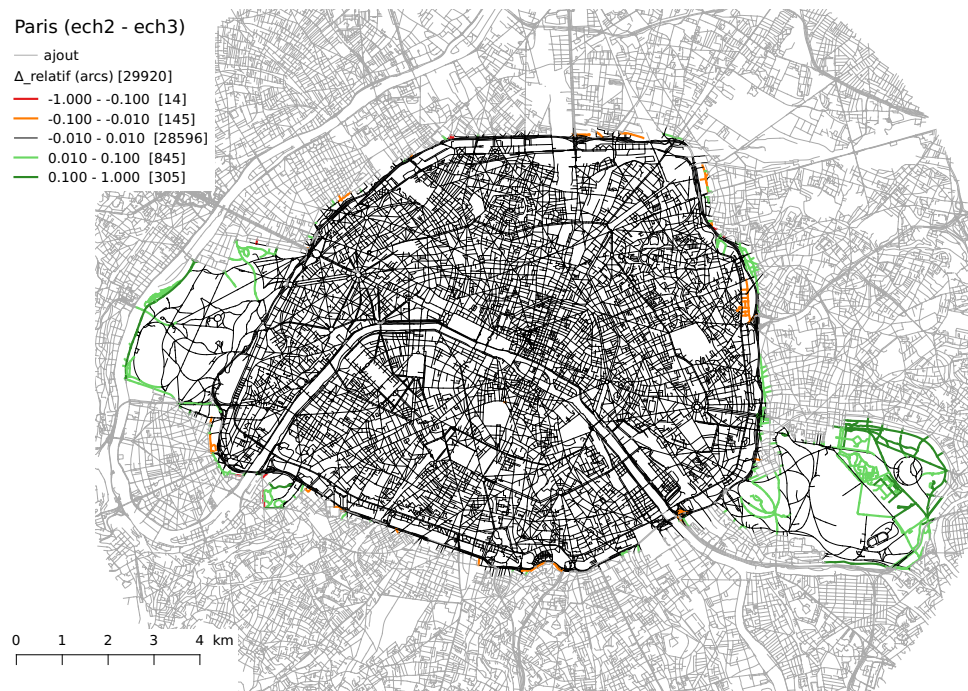 Paris (ech2 - ech3)
ajout
Δ_relatif (arcs) [29920]
-1.000 - -0.100 [14]
-0.100 - -0.010 [145]
-0.010 - 0.010 [28596]
0.010 - 0.100 [845]
0.100 - 1.000 [305]
0 1 2 3 4 km